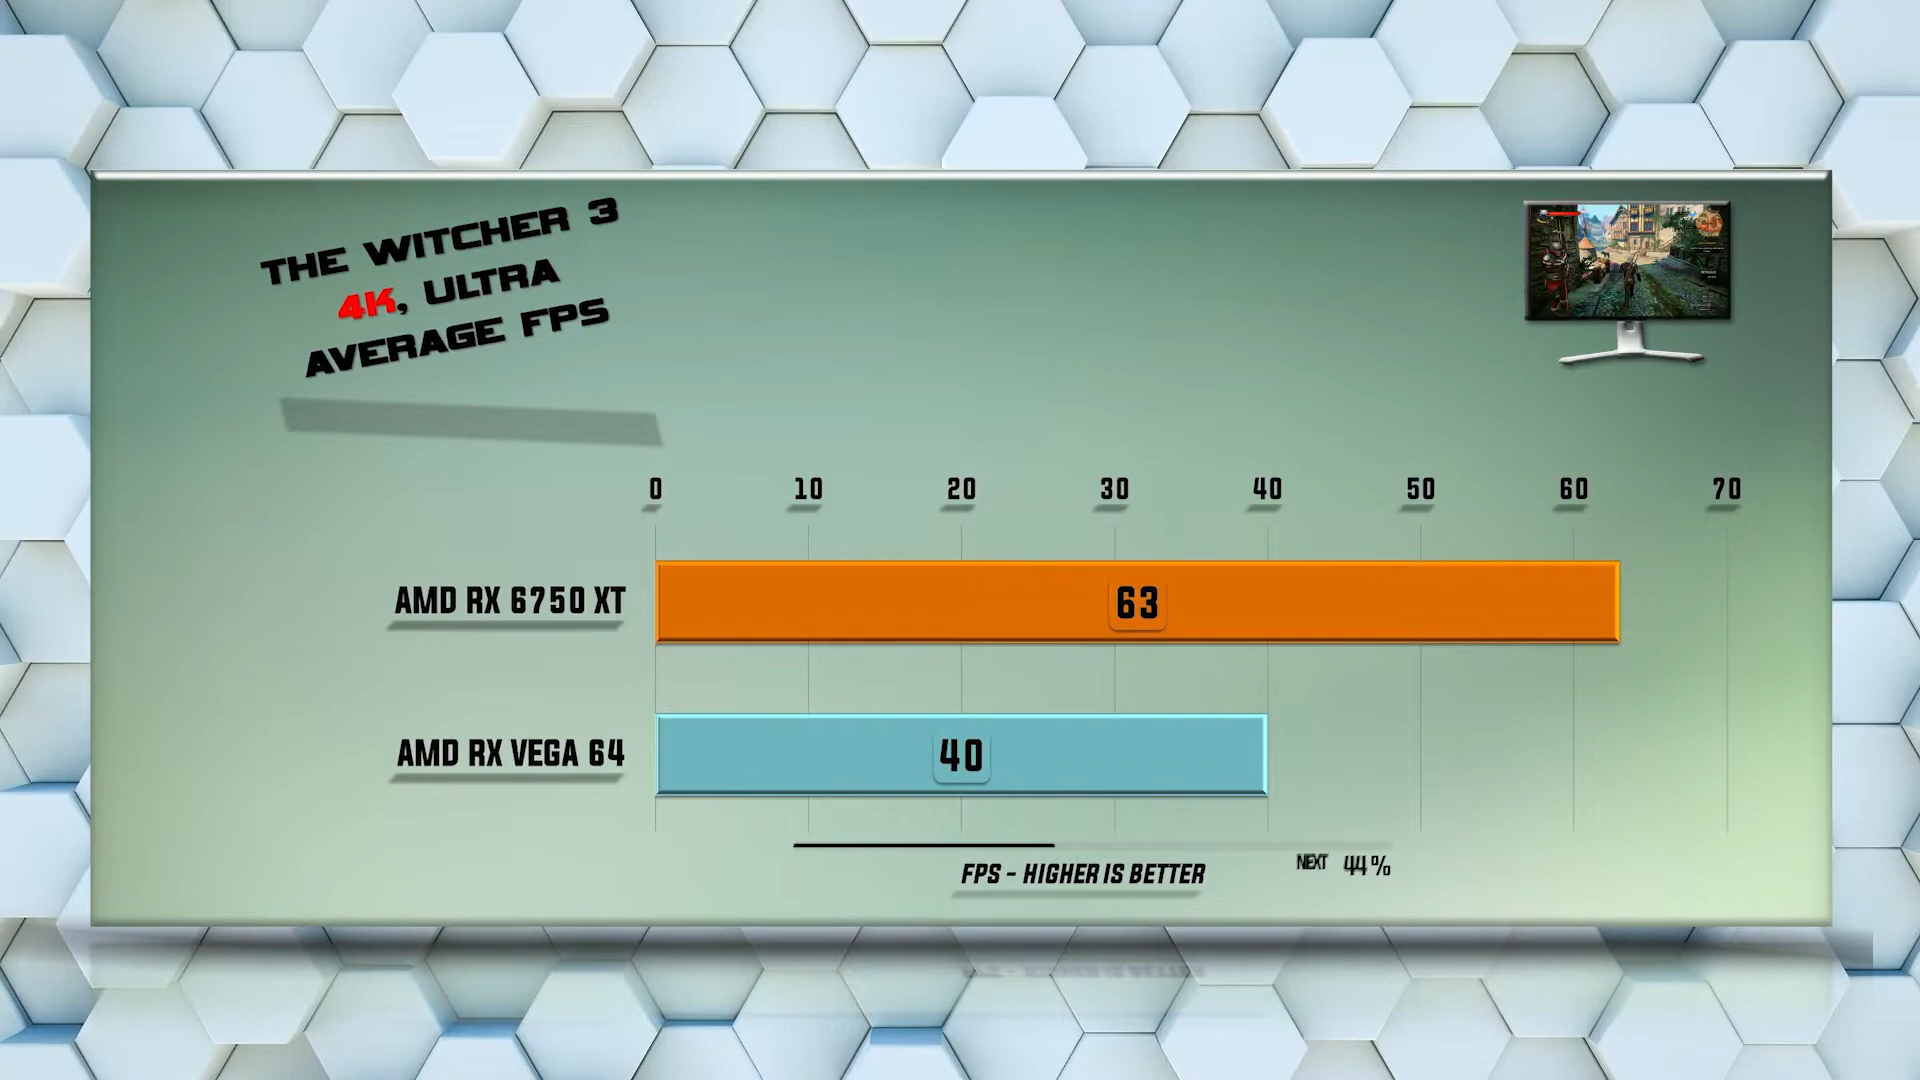 THE WITCHER 3
4K, ULTRA
AVERAGE FPS
0 10 20 30 40 50 60 70
AMD RX 6750 XT
63
AMD RX VEGA 64
40
FPS - HIGHER IS BETTER
NEXT 44%